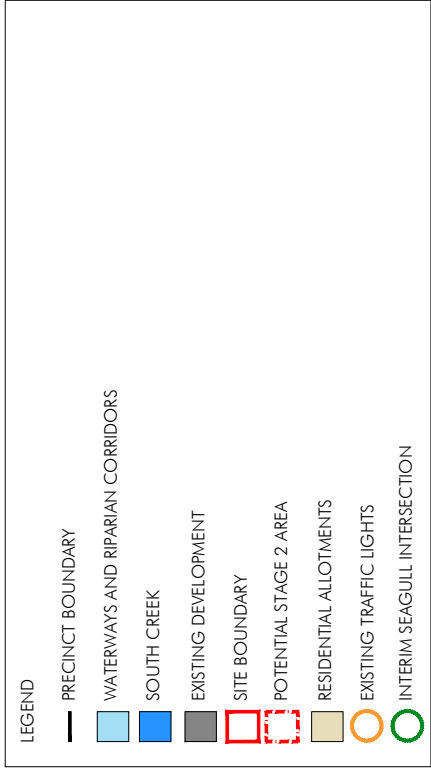 LEGEND
PRECINCT BOUNDARY
WATERWAYS AND RIPARIAN CORRIDORS
SOUTH CREEK
EXISTING DEVELOPMENT
SITE BOUNDARY
POTENTIAL STAGE 2 AREA
RESIDENTIAL ALLOTMENTS
EXISTING TRAFFIC LIGHTS
INTERIM SEAGULL INTERSECTION